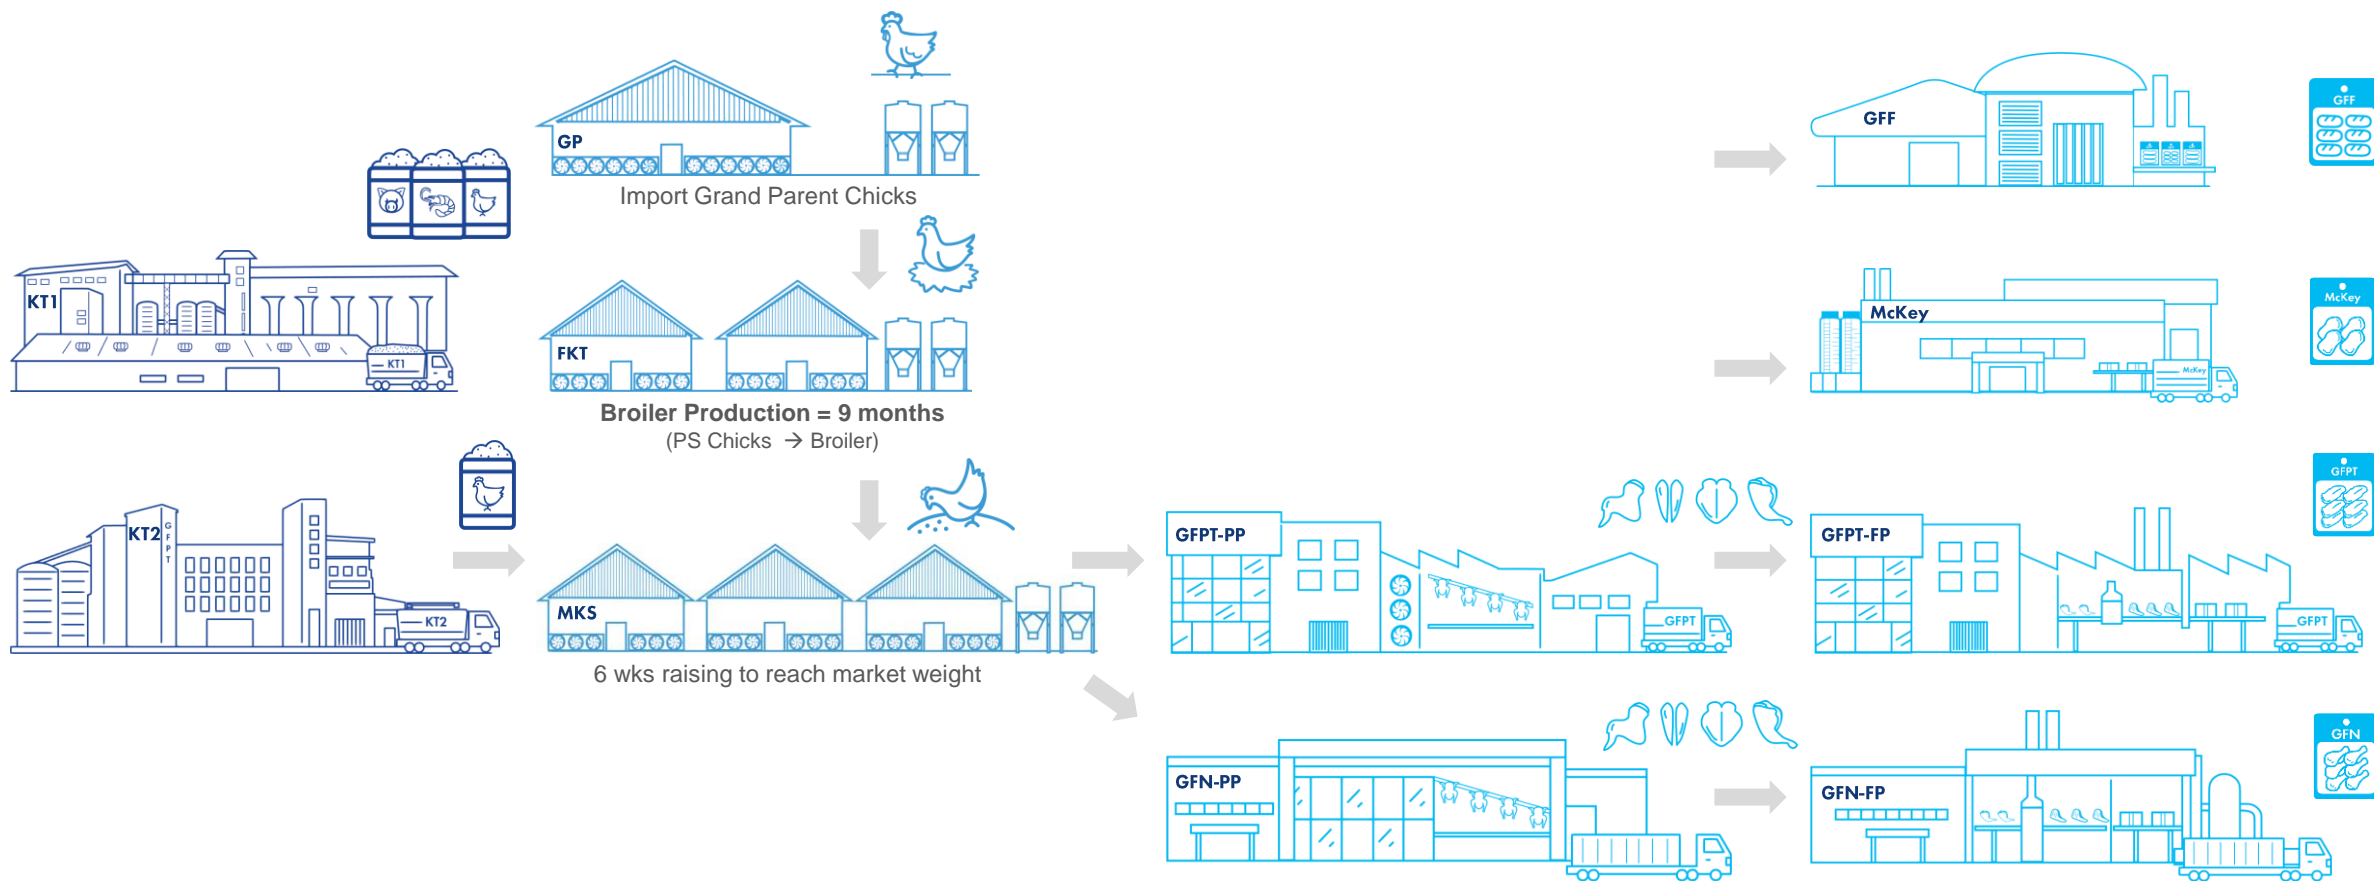 GP
Import Grand Parent Chicks
KT1
KT1
FKT
Broiler Production = 9 months
(PS Chicks → Broiler)
KT2
GFPT
KT2
MKS
6 wks raising to reach market weight
GFPT-PP
GFPT
GFN-PP
GFF
GFF
McKey
McKey
McKey
GFPT-FP
GFPT
GFPT
GFN-FP
GFN